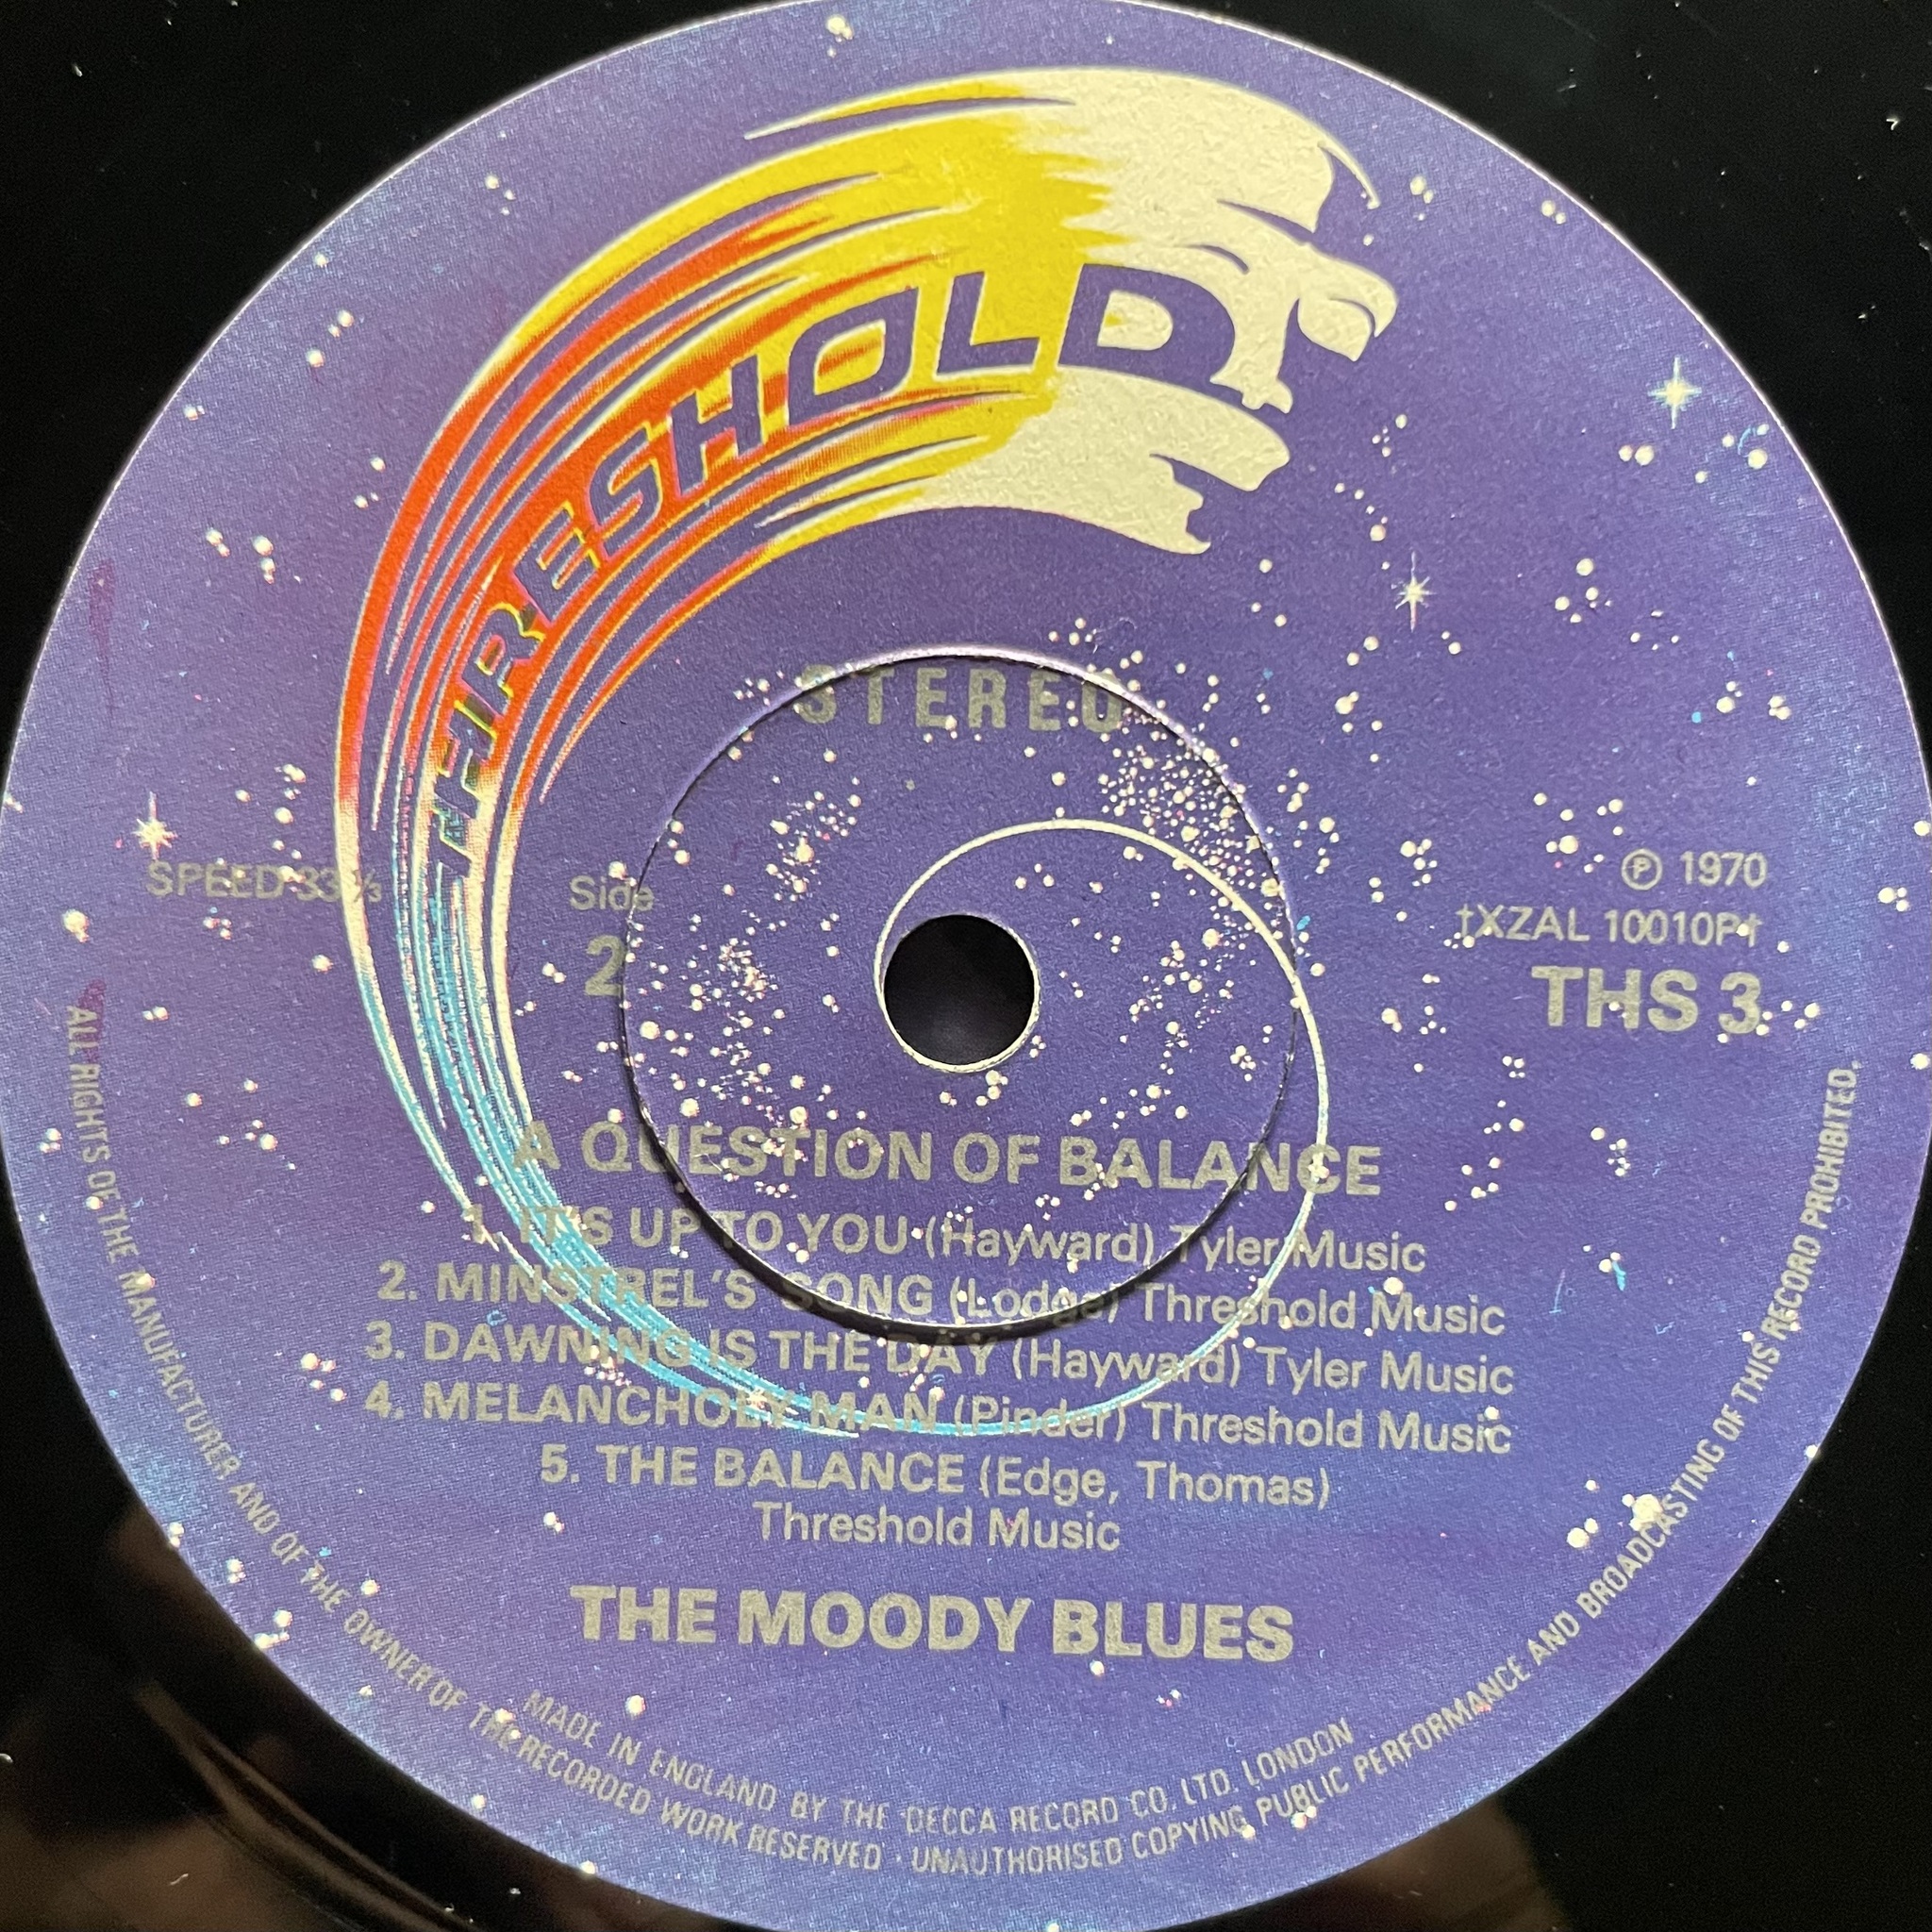 THRESHOLD
STEREO
SPEED 33 ⅓
Side
2
℗ 1970
†XZAL 10010P†
THS 3
A QUESTION OF BALANCE
1. IT'S UP TO YOU (Hayward) Tyler Music
2. MINSTREL'S SONG (Lodge) Threshold Music
3. DAWNING IS THE DAY (Hayward) Tyler Music
4. MELANCHOLY MAN (Pinder) Threshold Music
5. THE BALANCE (Edge, Thomas)
Threshold Music
THE MOODY BLUES
MADE IN ENGLAND BY THE DECCA RECORD CO. LTD. LONDON
ALL RIGHTS OF THE MANUFACTURER AND OF THE OWNER OF THE RECORDED WORK RESERVED · UNAUTHORISED COPYING PUBLIC PERFORMANCE AND BROADCASTING OF THIS RECORD PROHIBITED.